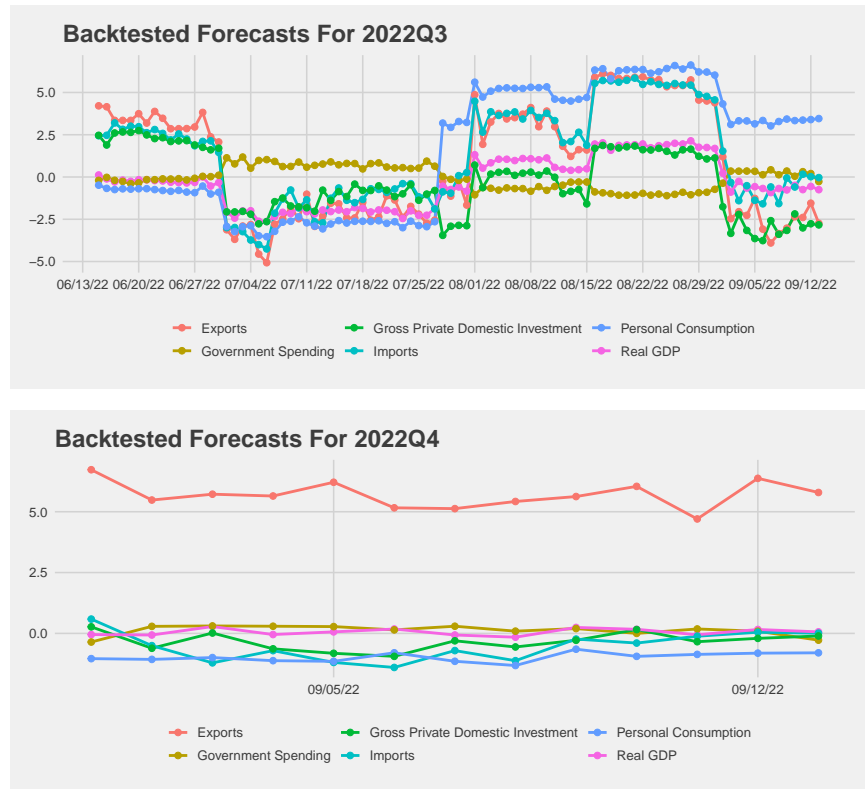 Backtested Forecasts For 2022Q3
5.0
2.5
0.0
−2.5
−5.0
06/13/22 06/20/22 06/27/22 07/04/22 07/11/22 07/18/22 07/25/22 08/01/22 08/08/22 08/15/22 08/22/22 08/29/22 09/05/22 09/12/22
Exports Gross Private Domestic Investment Personal Consumption
Government Spending Imports Real GDP
Backtested Forecasts For 2022Q4
5.0
2.5
0.0
09/05/22 09/12/22
Exports Gross Private Domestic Investment Personal Consumption
Government Spending Imports Real GDP